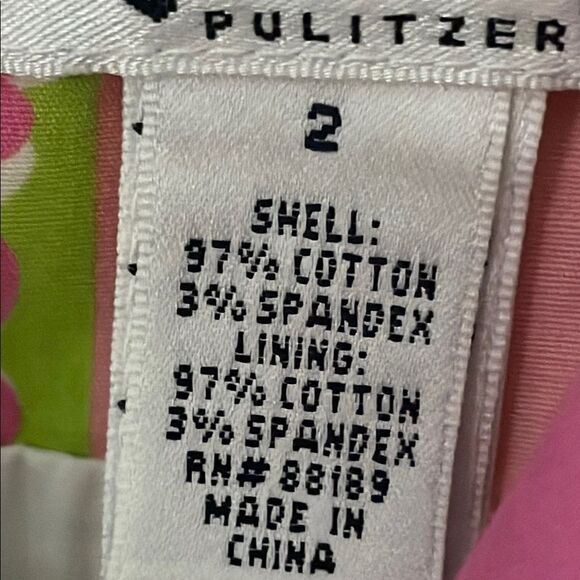 PULITZER
2
SHELL:
97% COTTON
3% SPANDEX
LINING:
97% COTTON
3% SPANDEX
RN# 88189
MADE IN
CHINA